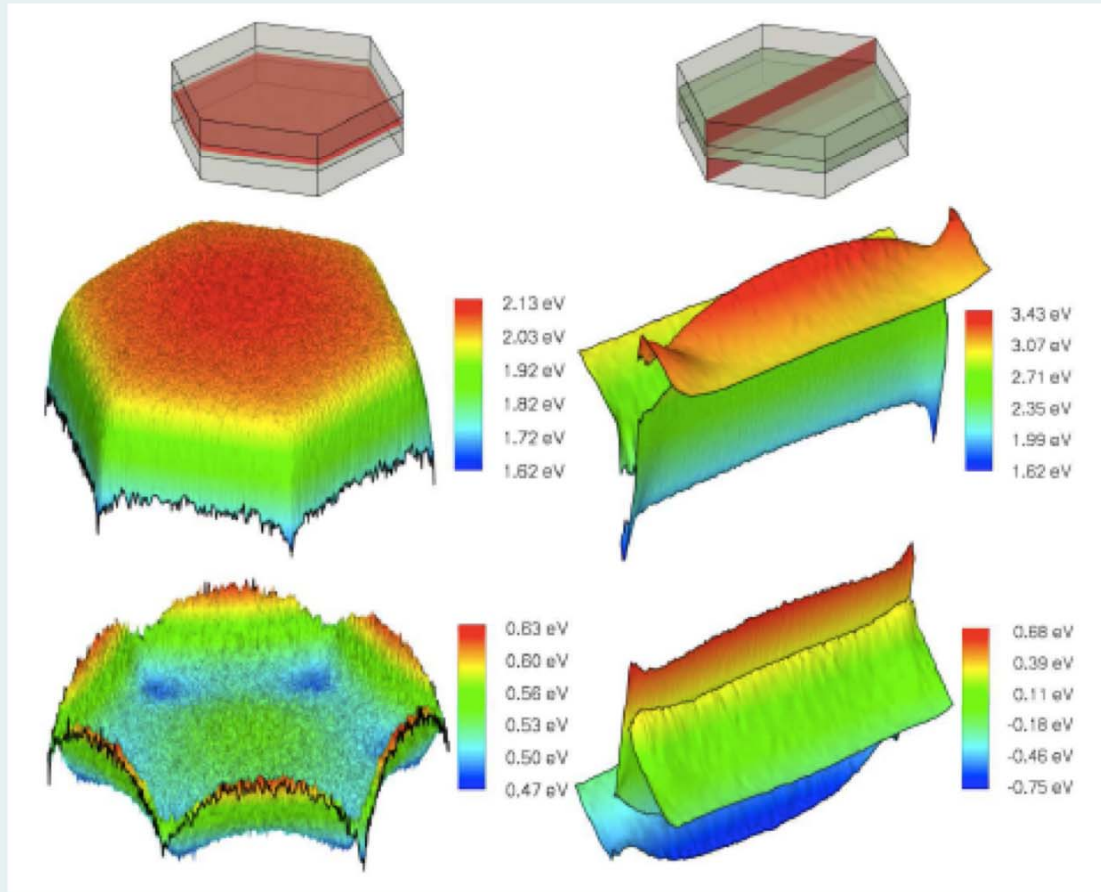 2.13 eV
2.03 eV
1.92 eV
1.82 eV
1.72 eV
1.62 eV
3.43 eV
3.07 eV
2.71 eV
2.35 eV
1.99 eV
1.62 eV
0.63 eV
0.60 eV
0.56 eV
0.53 eV
0.50 eV
0.47 eV
0.68 eV
0.39 eV
0.11 eV
-0.18 eV
-0.46 eV
-0.75 eV